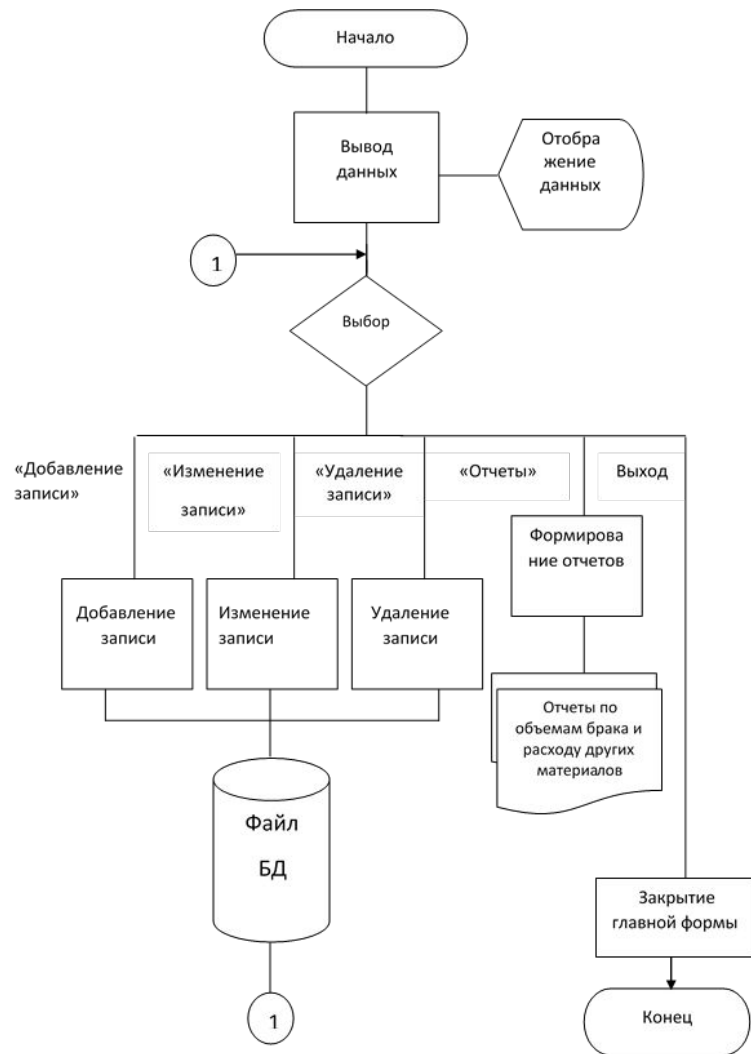 Начало
Вывод
данных
Отобра
жение
данных
1
Выбор
«Добавление
записи»
«Изменение
записи»
«Удаление
записи»
«Отчеты»
Выход
Формирова
ние отчетов
Добавление
записи
Изменение
записи
Удаление
записи
Отчеты по
объемам брака и
расходу других
материалов
Файл
БД
Закрытие
главной формы
1
Конец